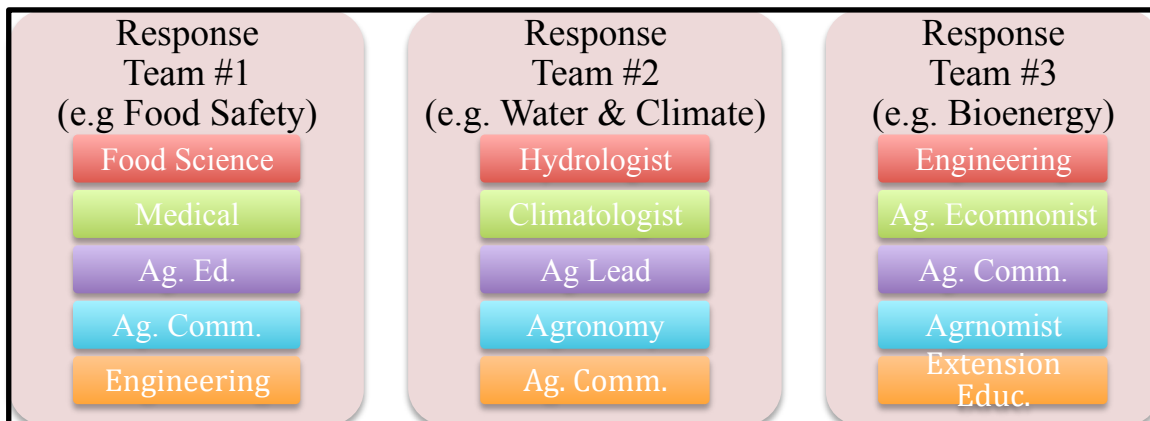 Response
Team #1
(e.g Food Safety)
Food Science
Medical
Ag. Ed.
Ag. Comm.
Engineering
Response
Team #2
(e.g. Water & Climate)
Hydrologist
Climatologist
Ag Lead
Agronomy
Ag. Comm.
Response
Team #3
(e.g. Bioenergy)
Engineering
Ag. Ecomnonist
Ag. Comm.
Agrnomist
Extension
Educ.